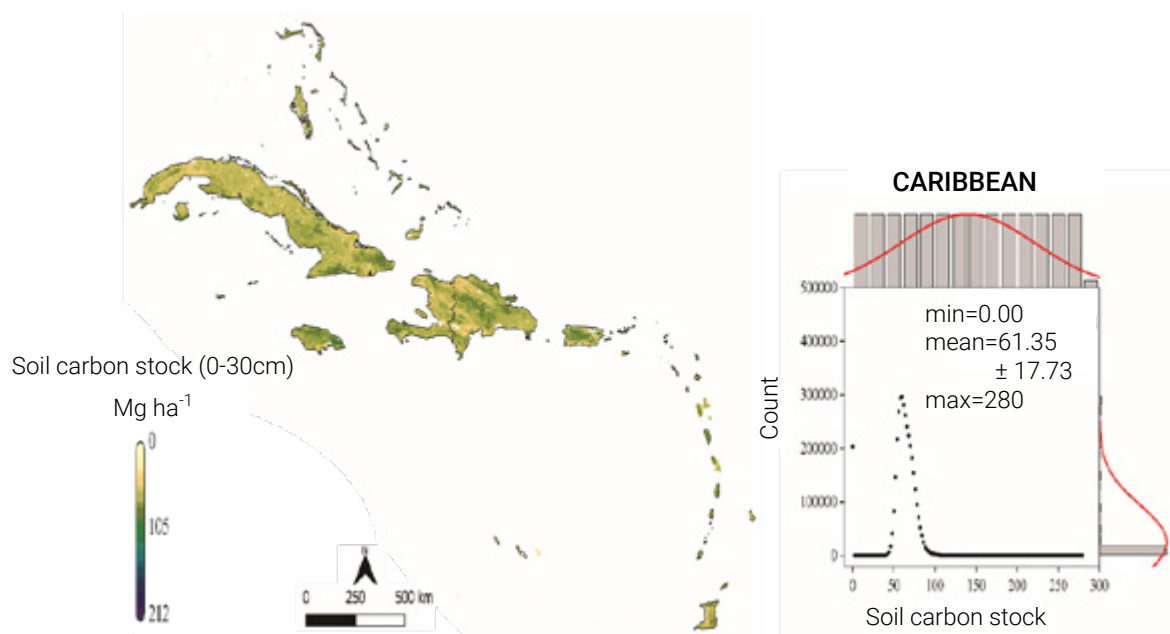 Soil carbon stock (0-30cm)
Mg ha-1
0
105
212
N
0 250 500 km
CARIBBEAN
500000
400000
300000
200000
100000
0
Count
min=0.00
mean=61.35
± 17.73
max=280
0 50 100 150 200 250 300
Soil carbon stock